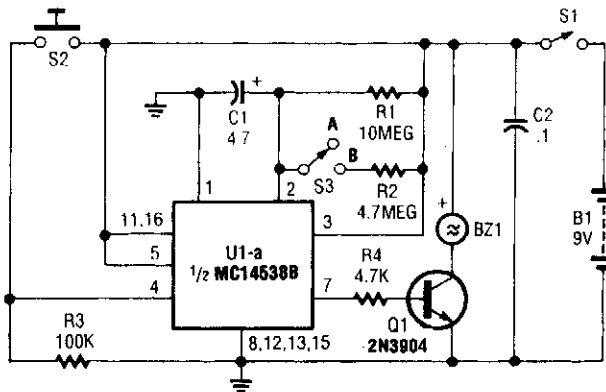 S1
S2
+
C1
4.7
R1
10MEG
A
B
S3
R2
4.7MEG
C2
.1
1
2
11,16
5
4
3
7
U1-a
1/2 MC14538B
8,12,13,15
R4
4.7K
+
BZ1
B1
9V
Q1
2N3904
R3
100K